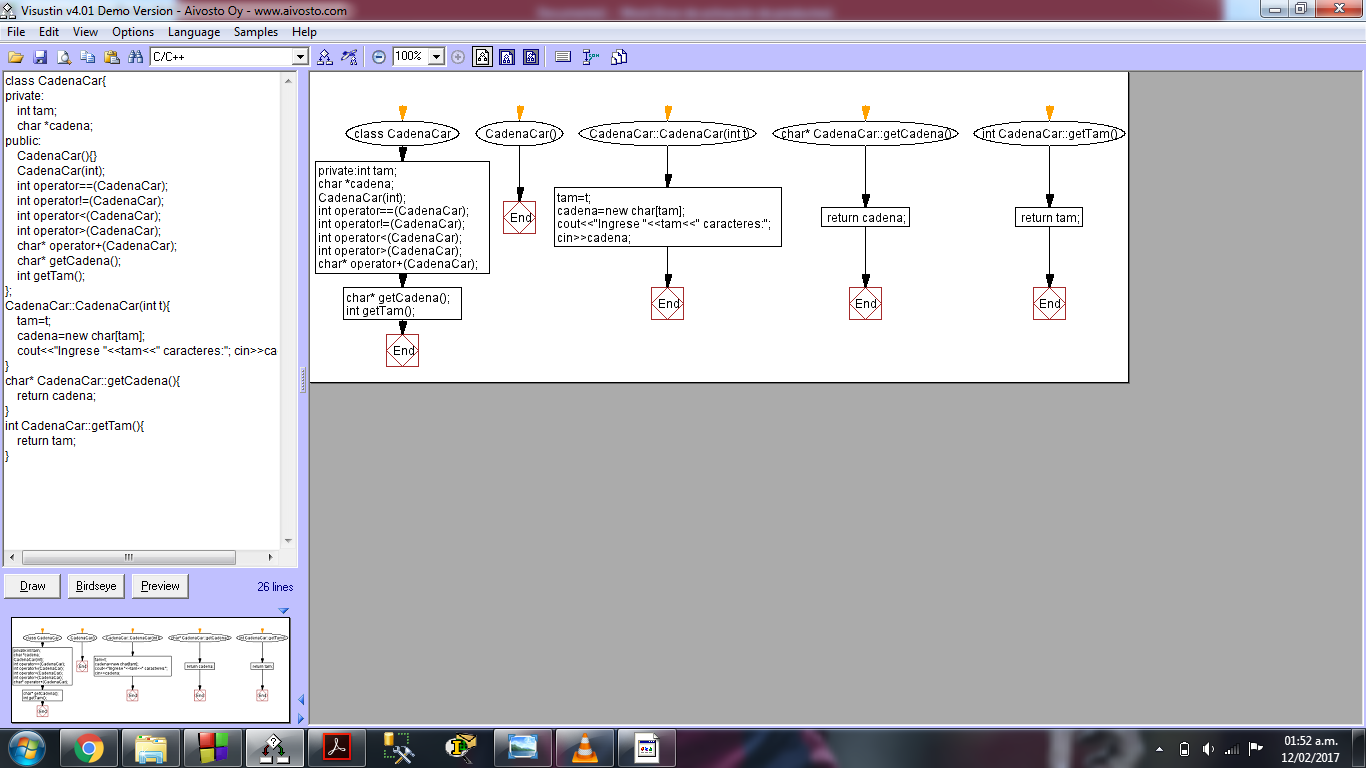 Visustin v4.01 Demo Version - Aivosto Oy - www.aivosto.com
File Edit View Options Language Samples Help
C/C++
100%
class CadenaCar{
private:
int tam;
char *cadena;
public:
CadenaCar(){}
CadenaCar(int);
int operator==(CadenaCar);
int operator!=(CadenaCar);
int operator<(CadenaCar);
int operator>(CadenaCar);
char* operator+(CadenaCar);
char* getCadena();
int getTam();
};
CadenaCar::CadenaCar(int t){
tam=t;
cadena=new char[tam];
cout<<"Ingrese "<<tam<<" caracteres:"; cin>>ca
}
char* CadenaCar::getCadena(){
return cadena;
}
int CadenaCar::getTam(){
return tam;
}
Draw Birdseye Preview 26 lines
class CadenaCar
private:int tam;
char *cadena;
CadenaCar(int);
int operator==(CadenaCar);
int operator!=(CadenaCar);
int operator<(CadenaCar);
int operator>(CadenaCar);
char* operator+(CadenaCar);
char* getCadena();
int getTam();
End
CadenaCar()
End
CadenaCar::CadenaCar(int t)
tam=t;
cadena=new char[tam];
cout<<"Ingrese "<<tam<<" caracteres:";
cin>>cadena;
End
char* CadenaCar::getCadena()
return cadena;
End
int CadenaCar::getTam()
return tam;
End
01:52 a.m.
12/02/2017